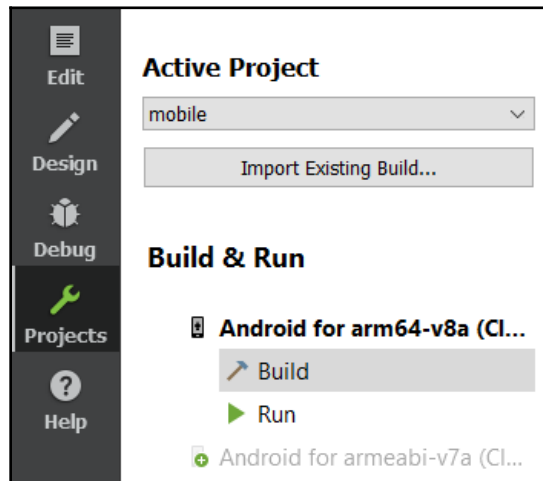 Edit
Design
Debug
Projects
Help
Active Project
mobile
Import Existing Build...
Build & Run
Android for arm64-v8a (Cl...
Build
Run
Android for armeabi-v7a (Cl...